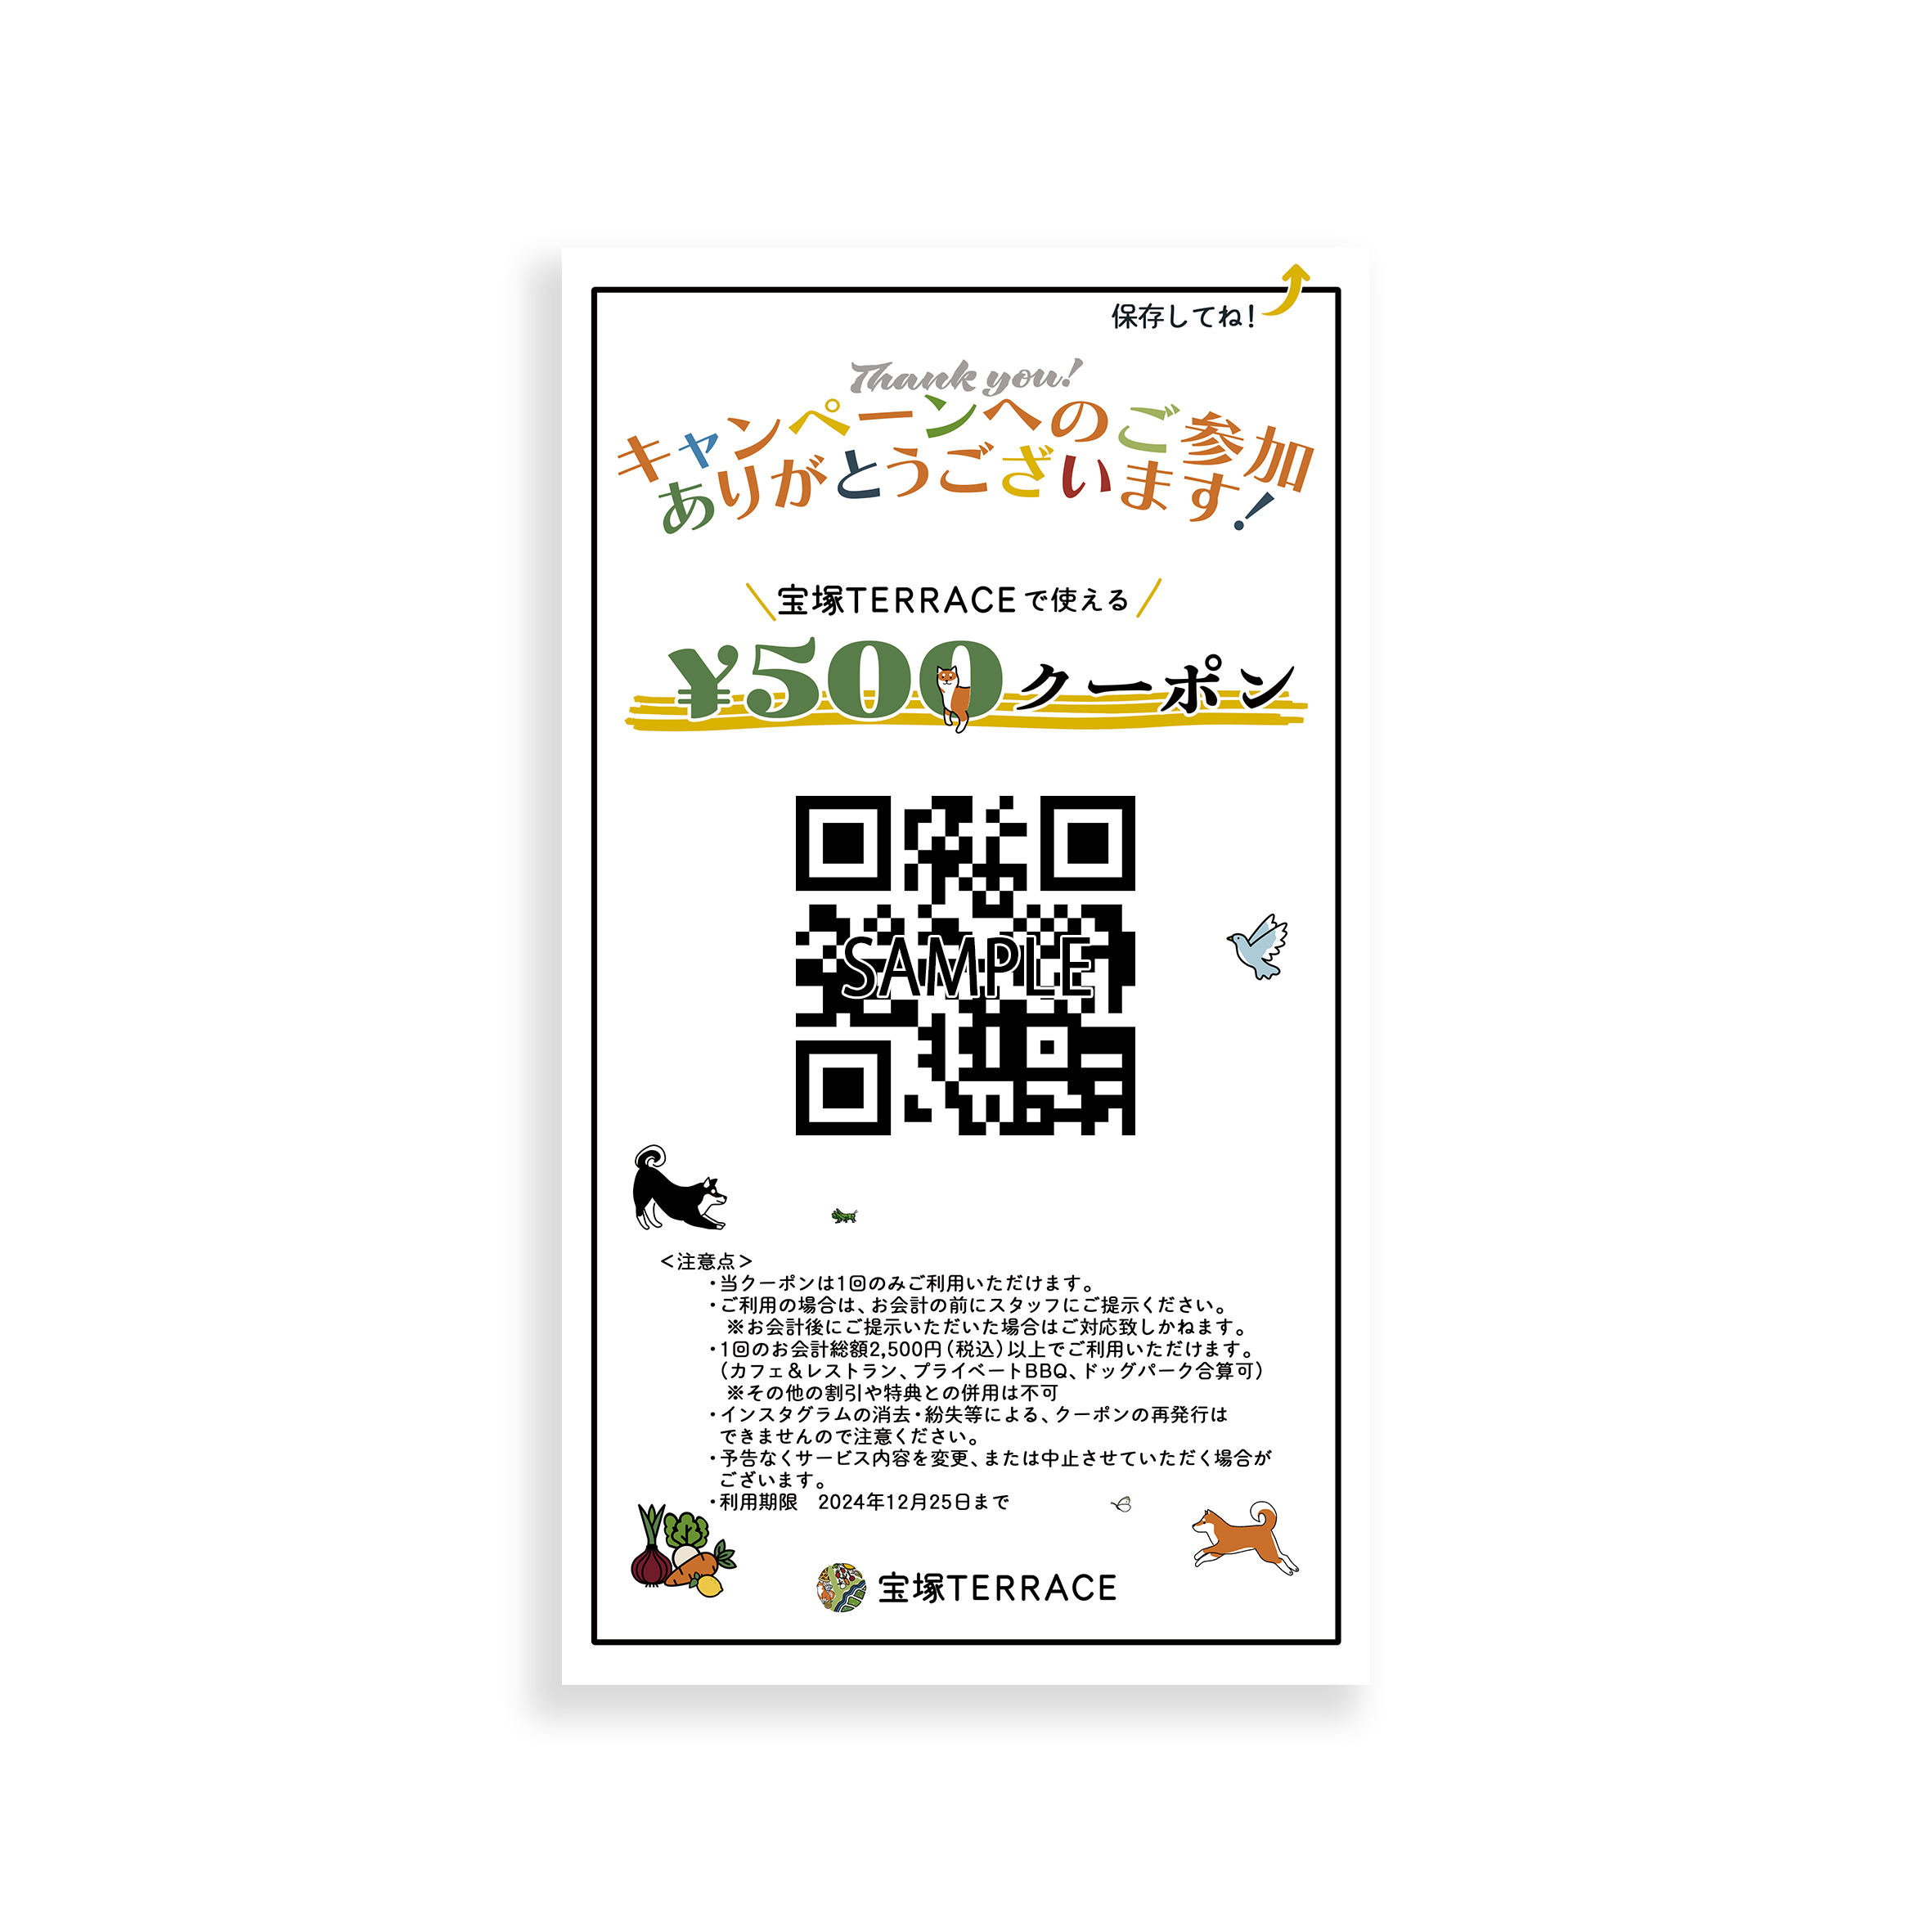 保存してね!
Thank you!
キャンペーンへのご参加
ありがとうございます!
宝塚TERRACEで使える
¥500クーポン
SAMPLE
<注意点>
・当クーポンは1回のみご利用いただけます。
・ご利用の場合は、お会計の前にスタッフにご提示ください。
※お会計後にご提示いただいた場合はご対応致しかねます。
・1回のお会計総額2,500円(税込)以上でご利用いただけます。
(カフェ&レストラン、プライベートBBQ、ドッグパーク合算可)
※その他の割引や特典との併用は不可
・インスタグラムの消去・紛失等による、クーポンの再発行は
できませんので注意ください。
・予告なくサービス内容を変更、または中止させていただく場合が
ございます。
・利用期限 2024年12月25日まで
宝塚TERRACE